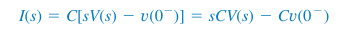 I(s) = C[sV(s) − v(0⁻)] = sCV(s) − Cv(0⁻)